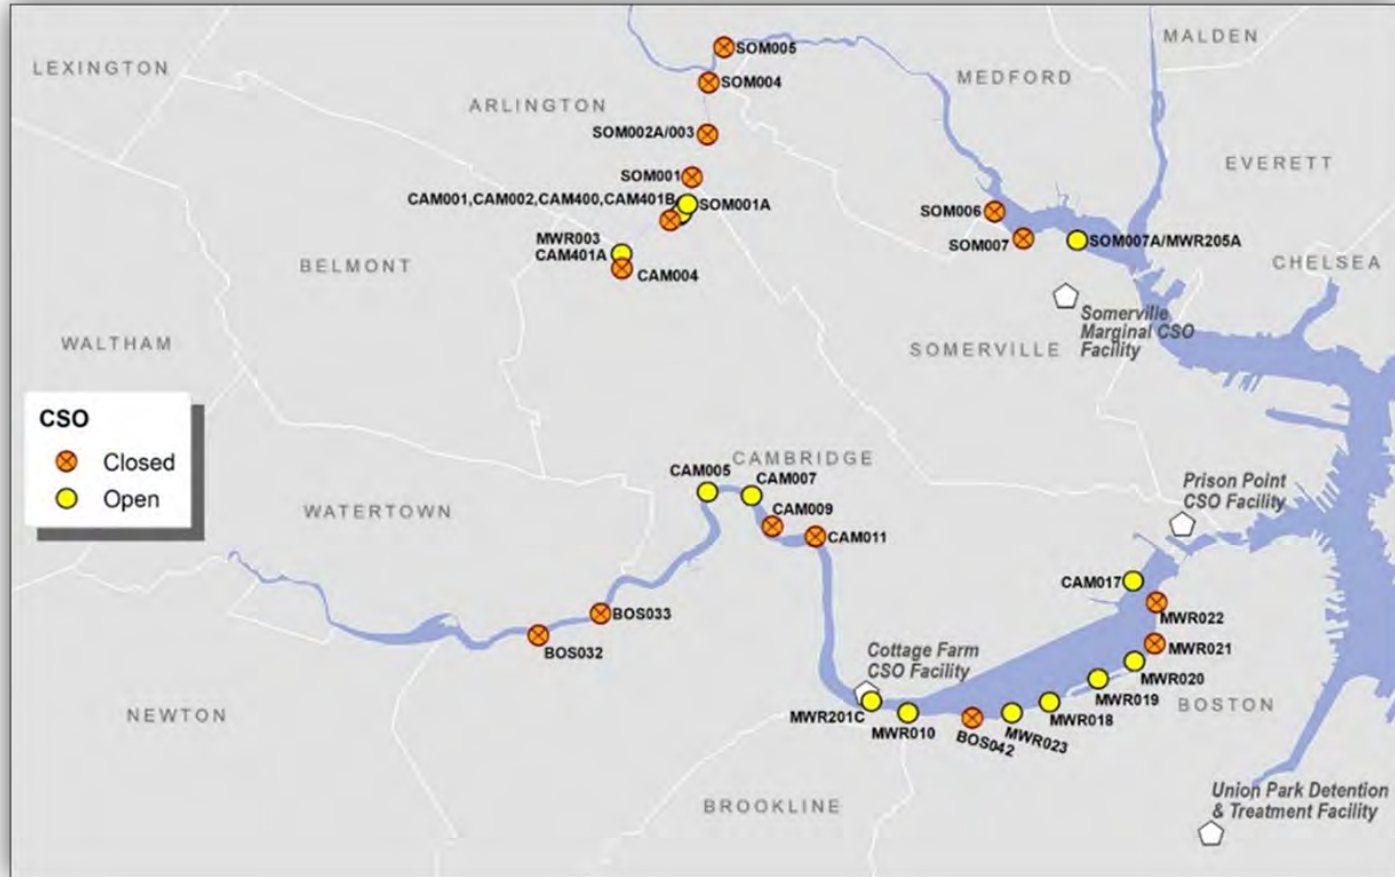 MALDEN
SOM005
LEXINGTON
MEDFORD
SOM004
ARLINGTON
SOM002A/003
EVERETT
SOM001
CAM001,CAM002,CAM400,CAM401B
SOM001A
SOM006
MWR003
SOM007
SOM007A/MWR205A
CAM401A
CHELSEA
BELMONT
CAM004
Somerville
Marginal CSO
Facility
WALTHAM
SOMERVILLE
CSO
Closed
Open
CAMBRIDGE
CAM005
CAM007
Prison Point
CSO Facility
CAM009
WATERTOWN
CAM011
CAM017
BOS033
MWR022
BOS032
MWR021
Cottage Farm
CSO Facility
MWR020
MWR019
BOSTON
NEWTON
MWR201C
MWR018
MWR010
BOS042
MWR023
BROOKLINE
Union Park Detention
& Treatment Facility